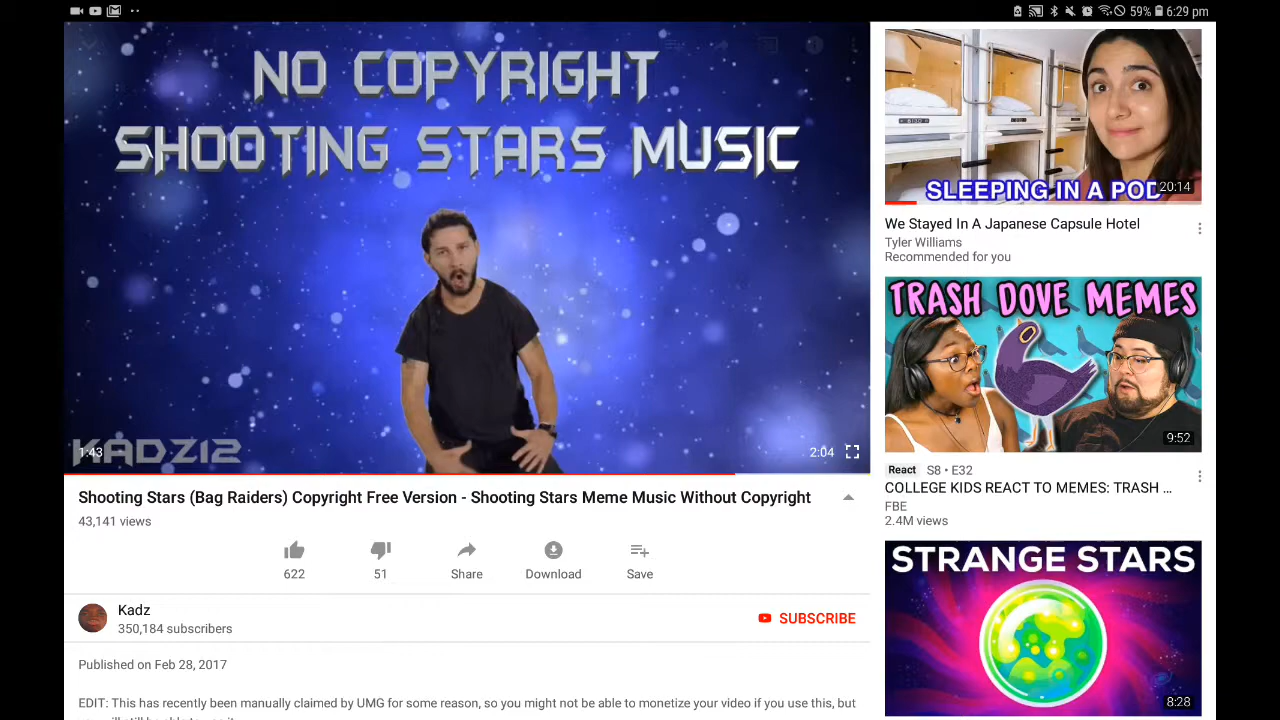 59% 6:29 pm
NO COPYRIGHT
SHOOTING STARS MUSIC
KADZ12
1:43
2:04
Shooting Stars (Bag Raiders) Copyright Free Version - Shooting Stars Meme Music Without Copyright
43,141 views
622
51
Share
Download
Save
Kadz
350,184 subscribers
SUBSCRIBE
Published on Feb 28, 2017
EDIT: This has recently been manually claimed by UMG for some reason, so you might not be able to monetize your video if you use this, but
SLEEPING IN A POD
20:14
We Stayed In A Japanese Capsule Hotel
Tyler Williams
Recommended for you
TRASH DOVE MEMES
9:52
React S8 • E32
COLLEGE KIDS REACT TO MEMES: TRASH ...
FBE
2.4M views
STRANGE STARS
8:28